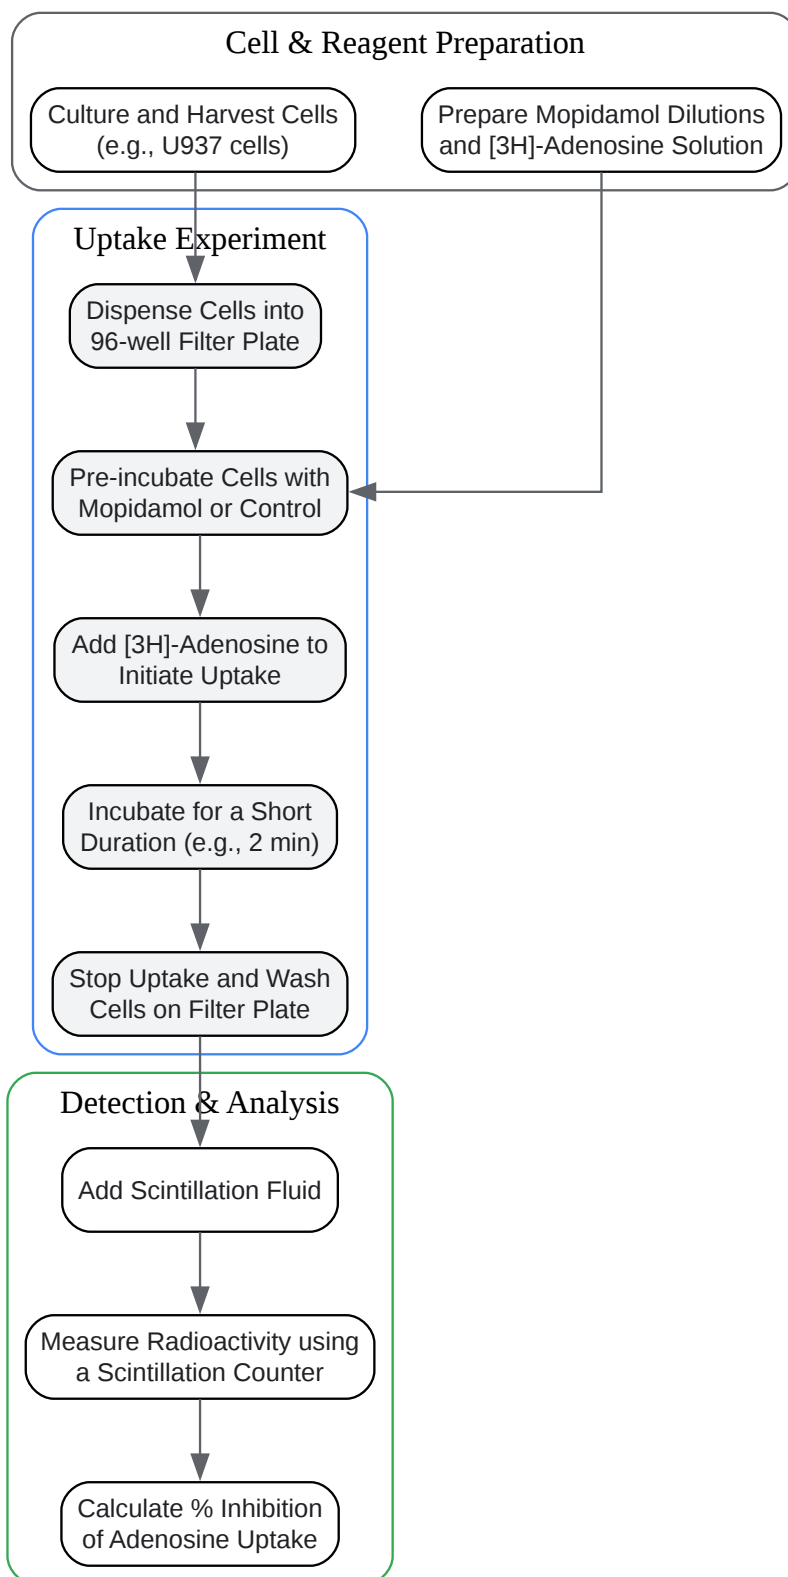 Cell & Reagent Preparation
Culture and Harvest Cells
(e.g., U937 cells)
Prepare Mopidamol Dilutions
and [3H]-Adenosine Solution
Uptake Experiment
Dispense Cells into
96-well Filter Plate
Pre-incubate Cells with
Mopidamol or Control
Add [3H]-Adenosine to
Initiate Uptake
Incubate for a Short
Duration (e.g., 2 min)
Stop Uptake and Wash
Cells on Filter Plate
Detection & Analysis
Add Scintillation Fluid
Measure Radioactivity using
a Scintillation Counter
Calculate % Inhibition
of Adenosine Uptake